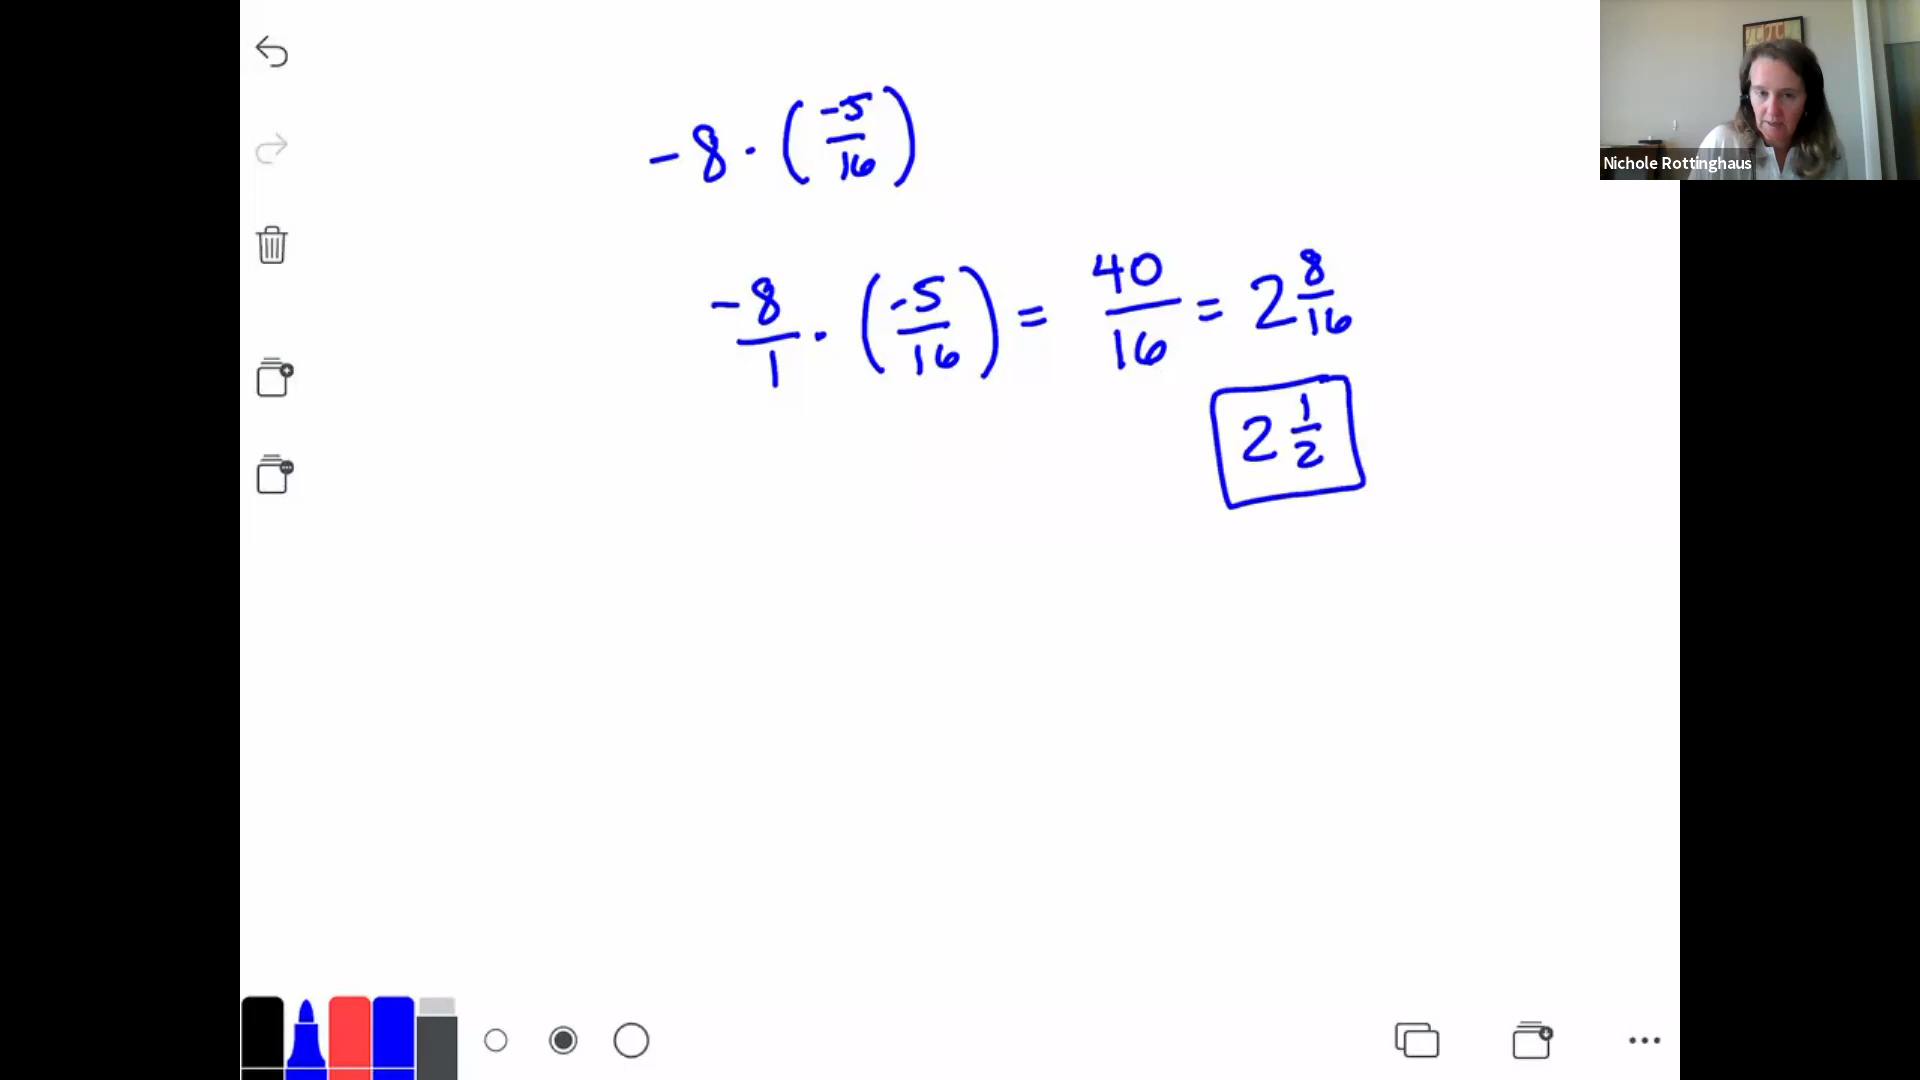 -8 · (-5/16)
Nichole Rottinghaus
-8/1 · (-5/16) = 40/16 = 2 8/16
2 1/2